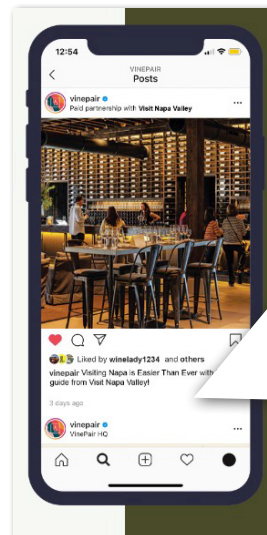 12:54
VINEPAIR
Posts
vinepair
Paid partnership with Visit Napa Valley
Liked by winelady1234 and others
vinepair Visiting Napa is Easier Than Ever with
guide from Visit Napa Valley!
3 days ago
vinepair
VinePair HQ